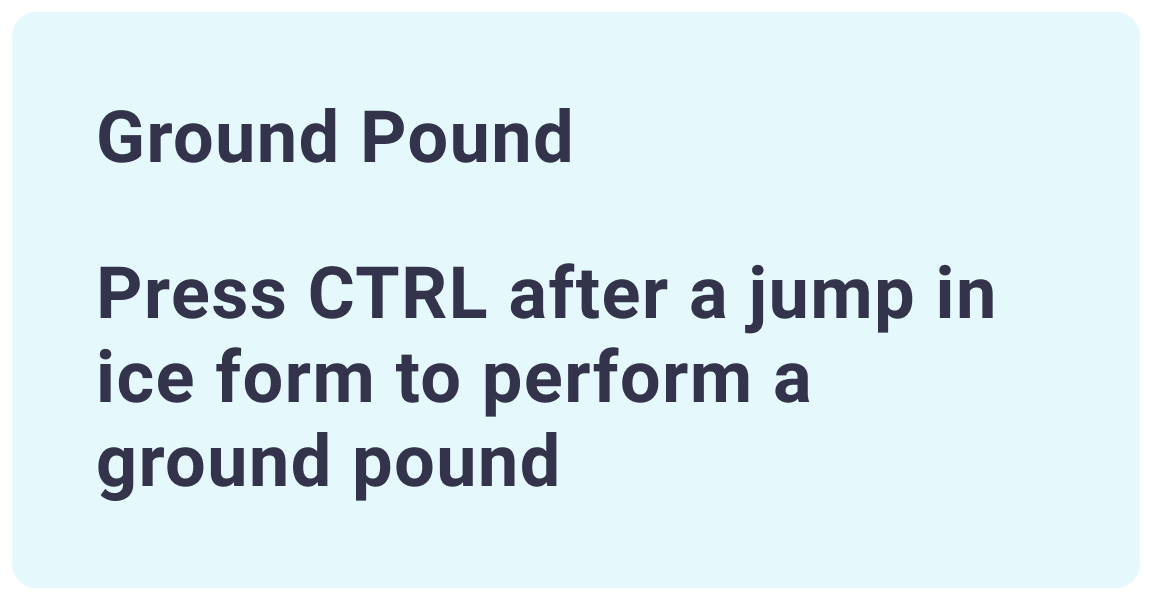 Ground Pound
Press CTRL after a jump in
ice form to perform a
ground pound